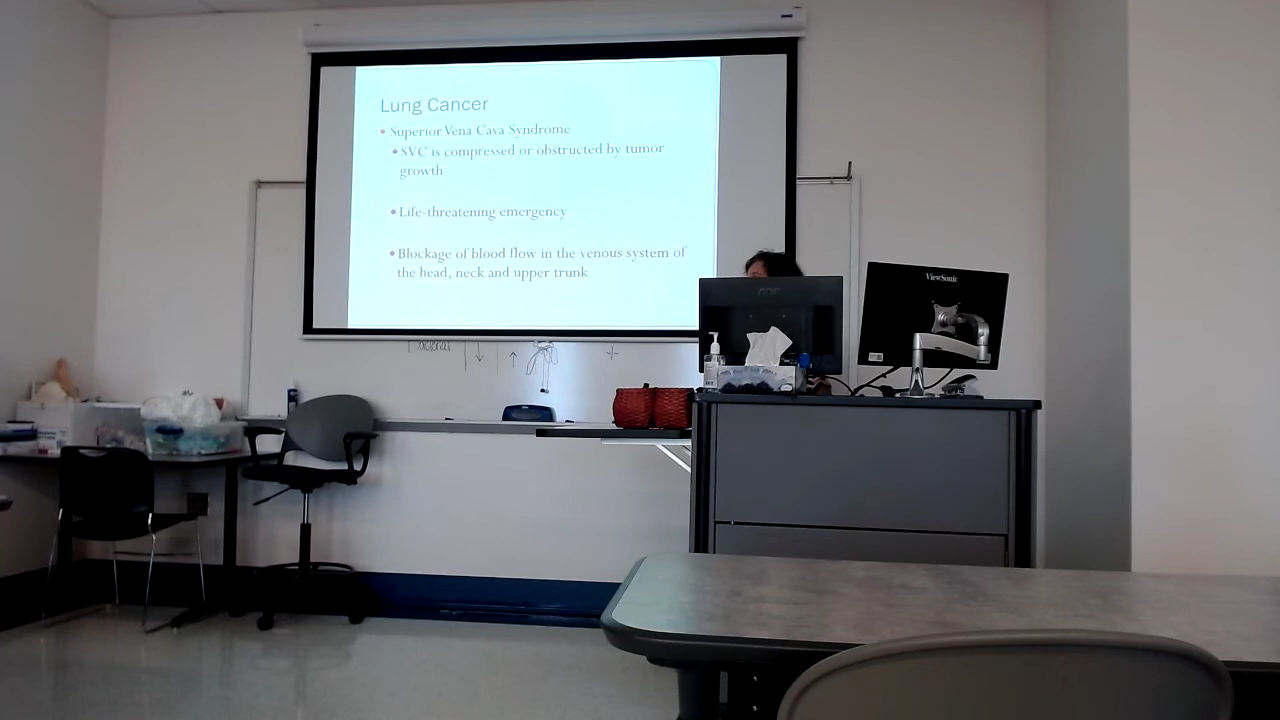 Lung Cancer
• Superior Vena Cava Syndrome
• SVC is compressed or obstructed by tumor
growth
• Life-threatening emergency
• Blockage of blood flow in the venous system of
the head, neck and upper trunk
ViewSonic